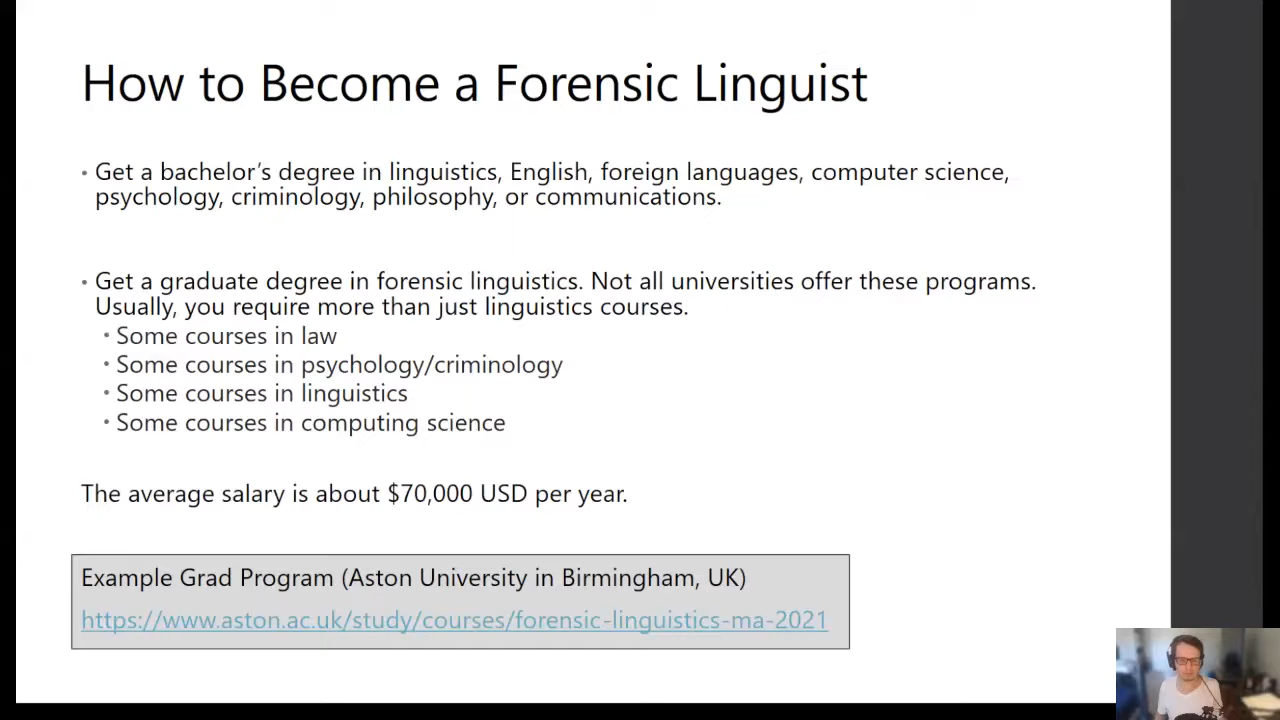 How to Become a Forensic Linguist
• Get a bachelor’s degree in linguistics, English, foreign languages, computer science,
psychology, criminology, philosophy, or communications.
• Get a graduate degree in forensic linguistics. Not all universities offer these programs.
Usually, you require more than just linguistics courses.
• Some courses in law
• Some courses in psychology/criminology
• Some courses in linguistics
• Some courses in computing science
The average salary is about $70,000 USD per year.
Example Grad Program (Aston University in Birmingham, UK)
https://www.aston.ac.uk/study/courses/forensic-linguistics-ma-2021